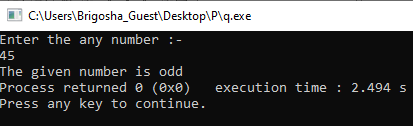 C:\Users\Brigosha_Guest\Desktop\P\q.exe
Enter the any number :-
45
The given number is odd
Process returned 0 (0x0)   execution time : 2.494 s
Press any key to continue.